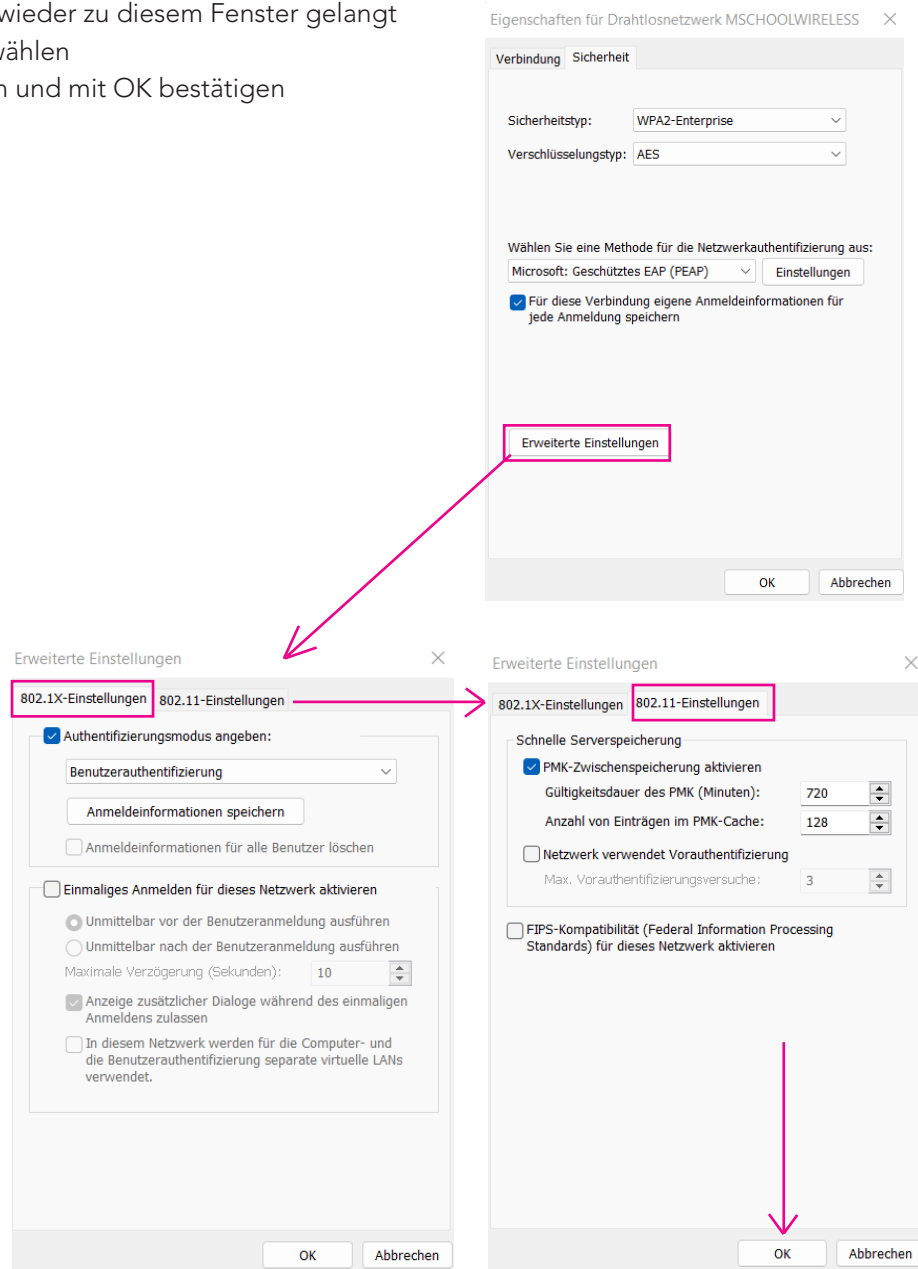 wieder zu diesem Fenster gelangt
wählen
und mit OK bestätigen
Eigenschaften für Drahtlosnetzwerk MSCHOOLWIRELESS
Verbindung Sicherheit
Sicherheitstyp: WPA2-Enterprise
Verschlüsselungstyp: AES
Wählen Sie eine Methode für die Netzwerkauthentifizierung aus:
Microsoft: Geschütztes EAP (PEAP) Einstellungen
Für diese Verbindung eigene Anmeldeinformationen für
jede Anmeldung speichern
Erweiterte Einstellungen
OK Abbrechen
Erweiterte Einstellungen
802.1X-Einstellungen 802.11-Einstellungen
Authentifizierungsmodus angeben:
Benutzerauthentifizierung
Anmeldeinformationen speichern
Anmeldeinformationen für alle Benutzer löschen
Einmaliges Anmelden für dieses Netzwerk aktivieren
Unmittelbar vor der Benutzeranmeldung ausführen
Unmittelbar nach der Benutzeranmeldung ausführen
Maximale Verzögerung (Sekunden): 10
Anzeige zusätzlicher Dialoge während des einmaligen
Anmeldens zulassen
In diesem Netzwerk werden für die Computer- und
die Benutzerauthentifizierung separate virtuelle LANs
verwendet.
OK Abbrechen
Erweiterte Einstellungen
802.1X-Einstellungen 802.11-Einstellungen
Schnelle Serverspeicherung
PMK-Zwischenspeicherung aktivieren
Gültigkeitsdauer des PMK (Minuten): 720
Anzahl von Einträgen im PMK-Cache: 128
Netzwerk verwendet Vorauthentifizierung
Max. Vorauthentifizierungsversuche: 3
FIPS-Kompatibilität (Federal Information Processing
Standards) für dieses Netzwerk aktivieren
OK Abbrechen